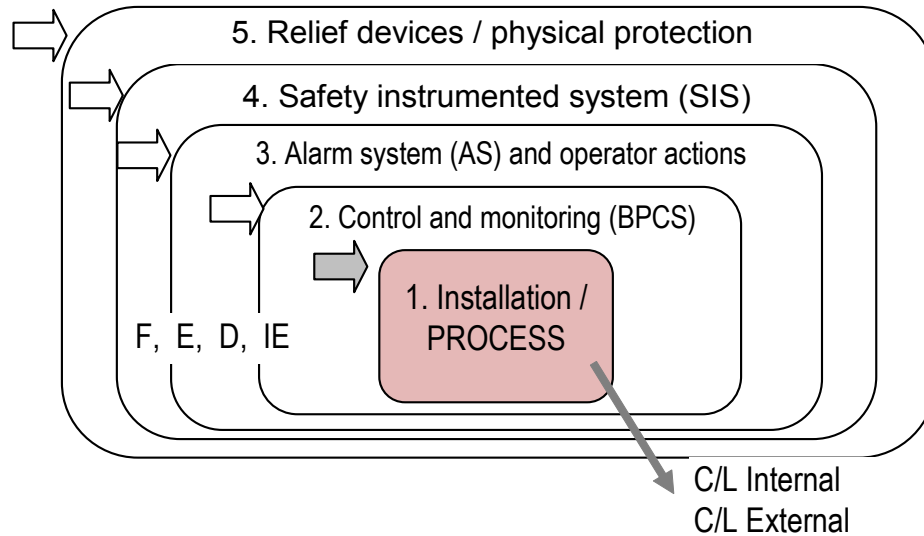 5. Relief devices / physical protection
4. Safety instrumented system (SIS)
3. Alarm system (AS) and operator actions
2. Control and monitoring (BPCS)
1. Installation /
PROCESS
F, E, D, IE
C/L Internal
C/L External